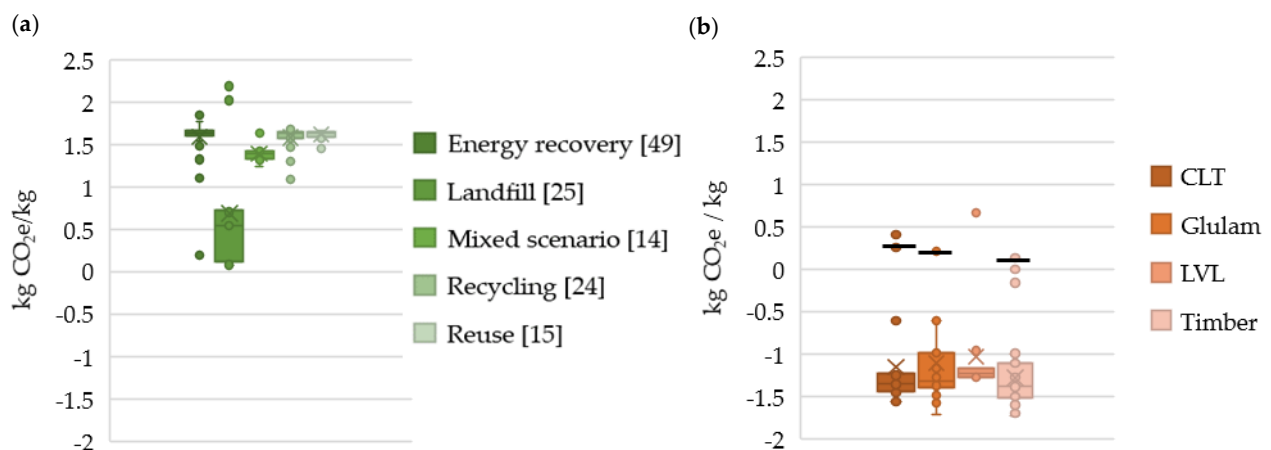 (a)
kg CO₂e/kg
2.5
2
1.5
1
0.5
0
-0.5
-1
-1.5
-2
Energy recovery [49]
Landfill [25]
Mixed scenario [14]
Recycling [24]
Reuse [15]
(b)
kg CO₂e / kg
2.5
2
1.5
1
0.5
0
-0.5
-1
-1.5
-2
CLT
Glulam
LVL
Timber